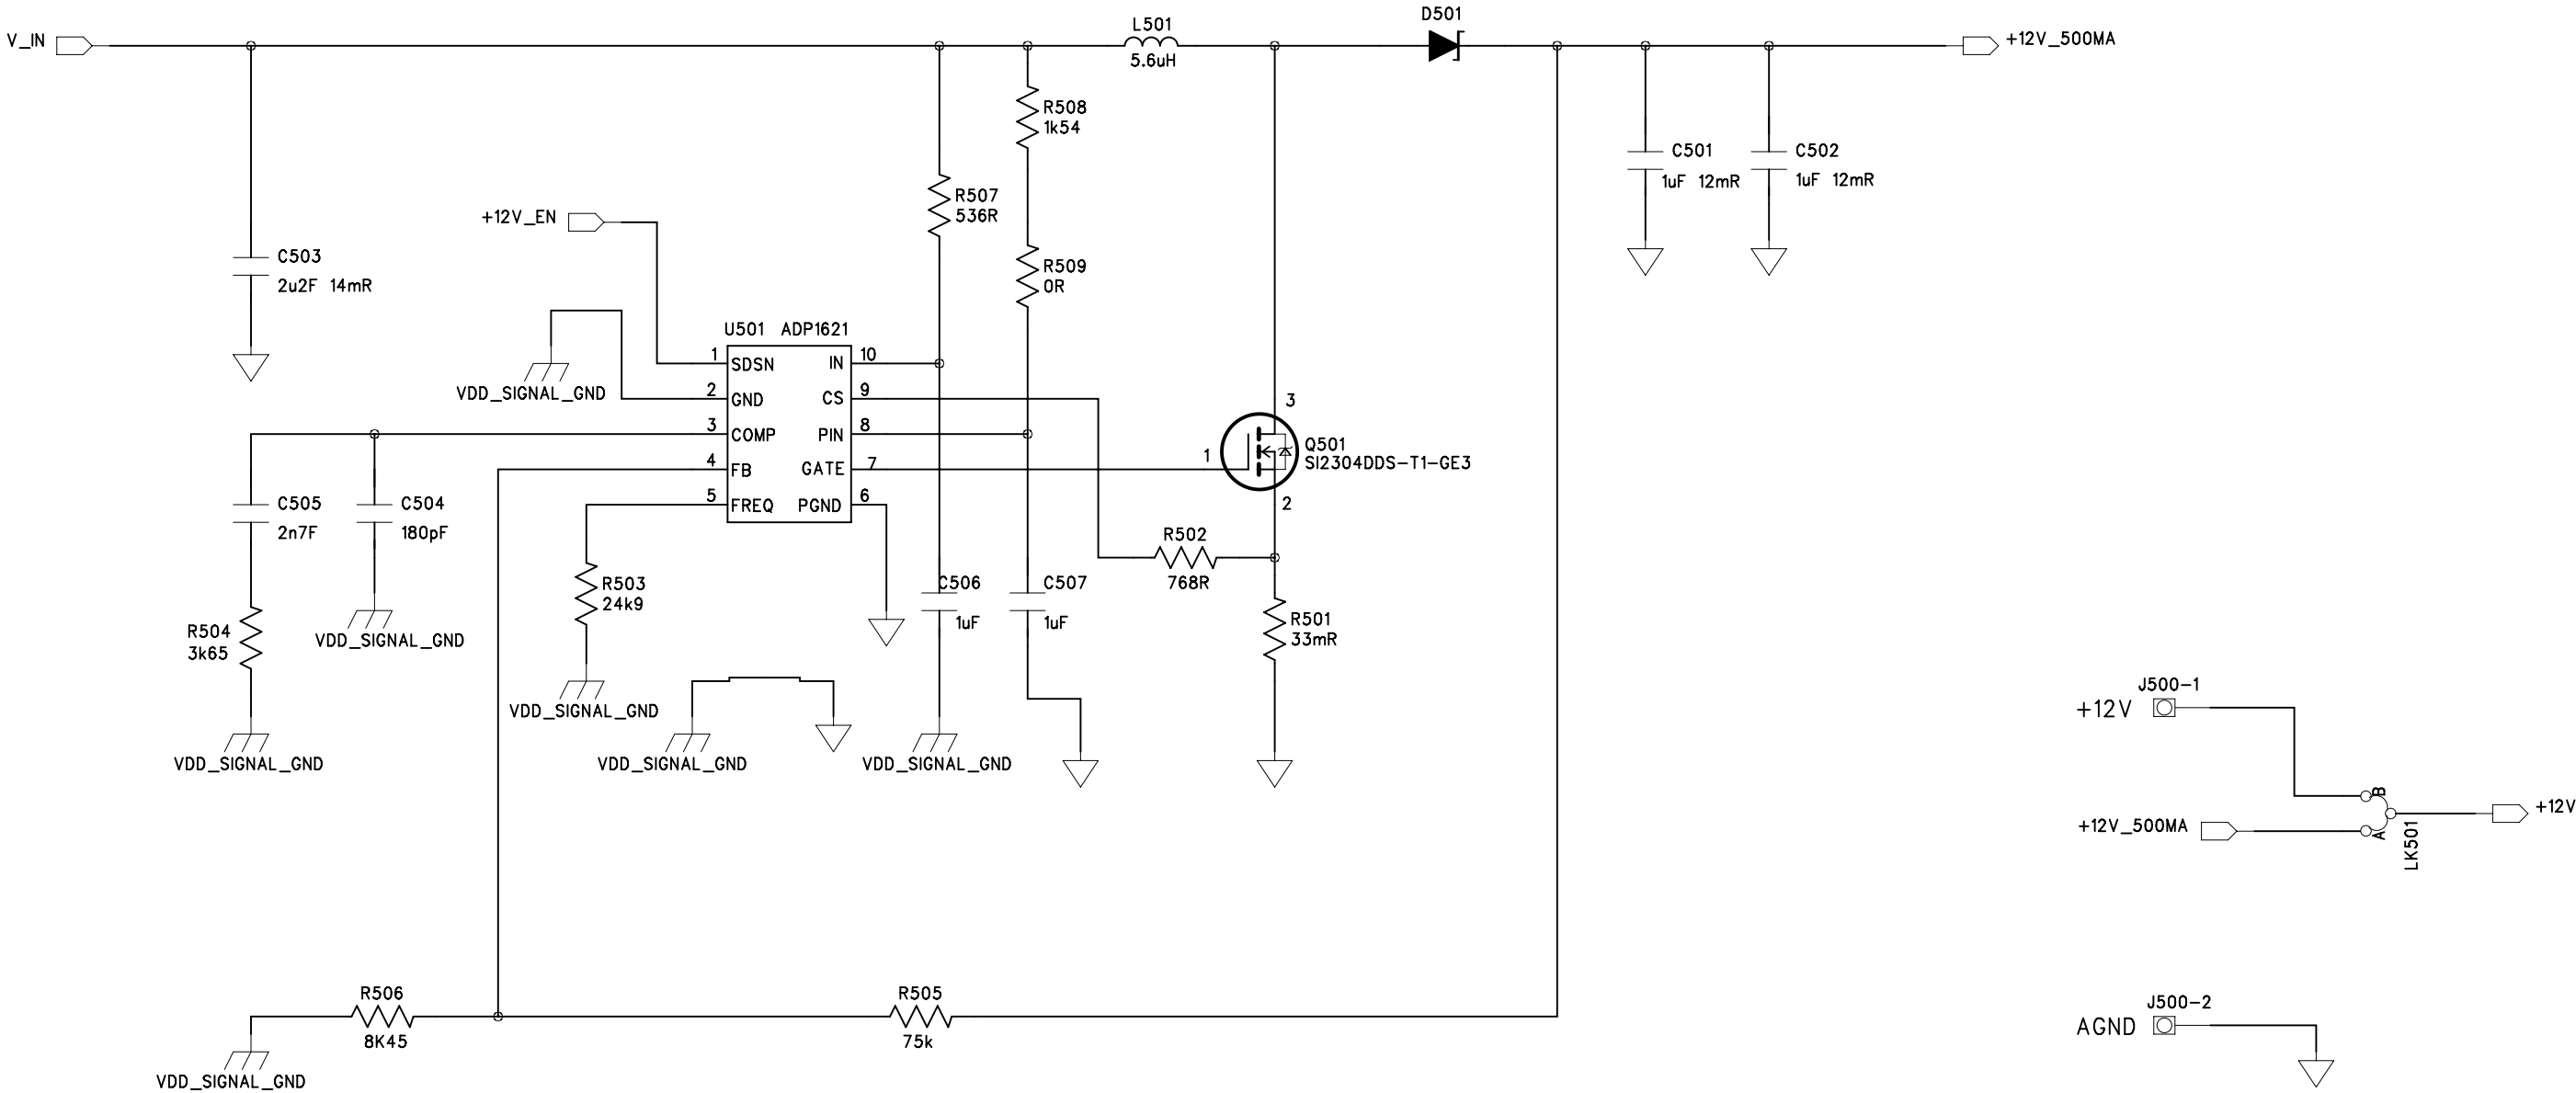 D501
L501
V_IN
+12V_500MA
5.6uH
R508
1k54
C501
1uF 12mR
C502
1uF 12mR
R507
536R
+12V_EN
C503
2u2F 14mR
R509
0R
U501 ADP1621
1 SDSN IN 10
2 GND CS 9
3 COMP PIN 8
4 FB GATE 7
5 FREQ PGND 6
VDD_SIGNAL_GND
3
1
Q501
SI2304DDS-T1-GE3
2
C505
2n7F
C504
180pF
R502
768R
R503
24k9
C506
1uF
C507
1uF
R501
33mR
R504
3k65
VDD_SIGNAL_GND
VDD_SIGNAL_GND
VDD_SIGNAL_GND
VDD_SIGNAL_GND
VDD_SIGNAL_GND
J500-1
+12V
B
A
LK501
+12V_500MA
+12V
R506
8K45
R505
75k
J500-2
AGND
VDD_SIGNAL_GND